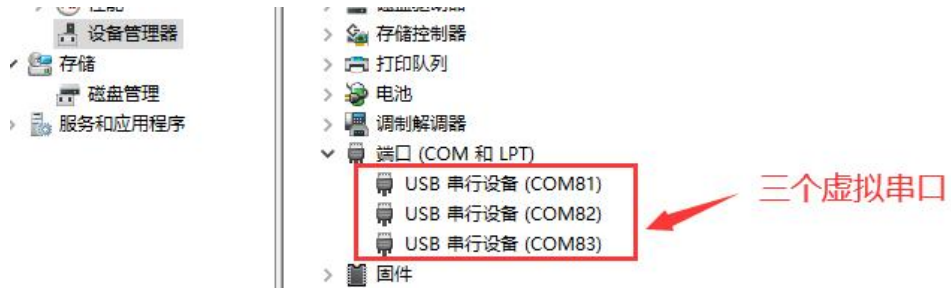 设备管理器
存储
磁盘管理
服务和应用程序
存储控制器
打印队列
电池
调制解调器
端口 (COM 和 LPT)
USB 串行设备 (COM81)
USB 串行设备 (COM82)
USB 串行设备 (COM83)
固件
三个虚拟串口